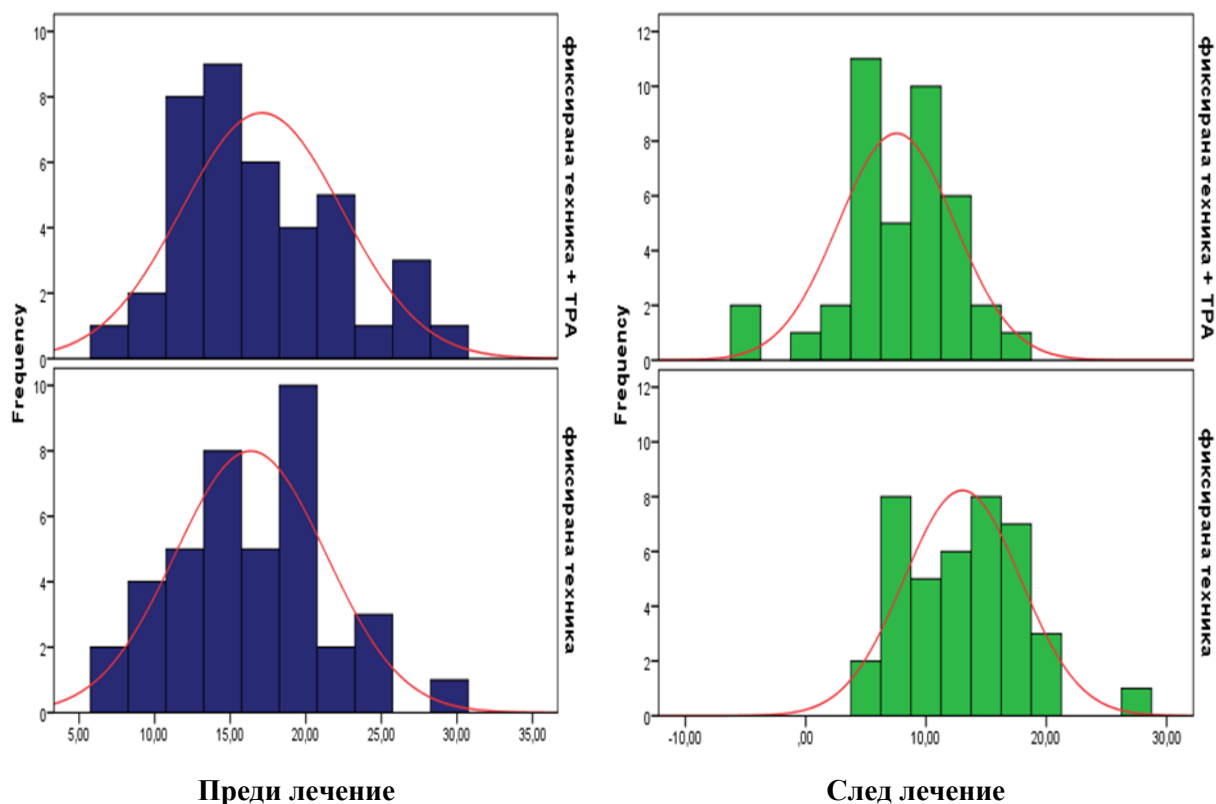 10
8
6
4
2
0
Frequency
фиксирана техника + TPA
10
8
6
4
2
0
фиксирана техника
5,00 10,00 15,00 20,00 25,00 30,00 35,00
Преди лечение
12
10
8
6
4
2
0
Frequency
фиксирана техника + TPA
12
10
8
6
4
2
0
фиксирана техника
-10,00 ,00 10,00 20,00 30,00
След лечение